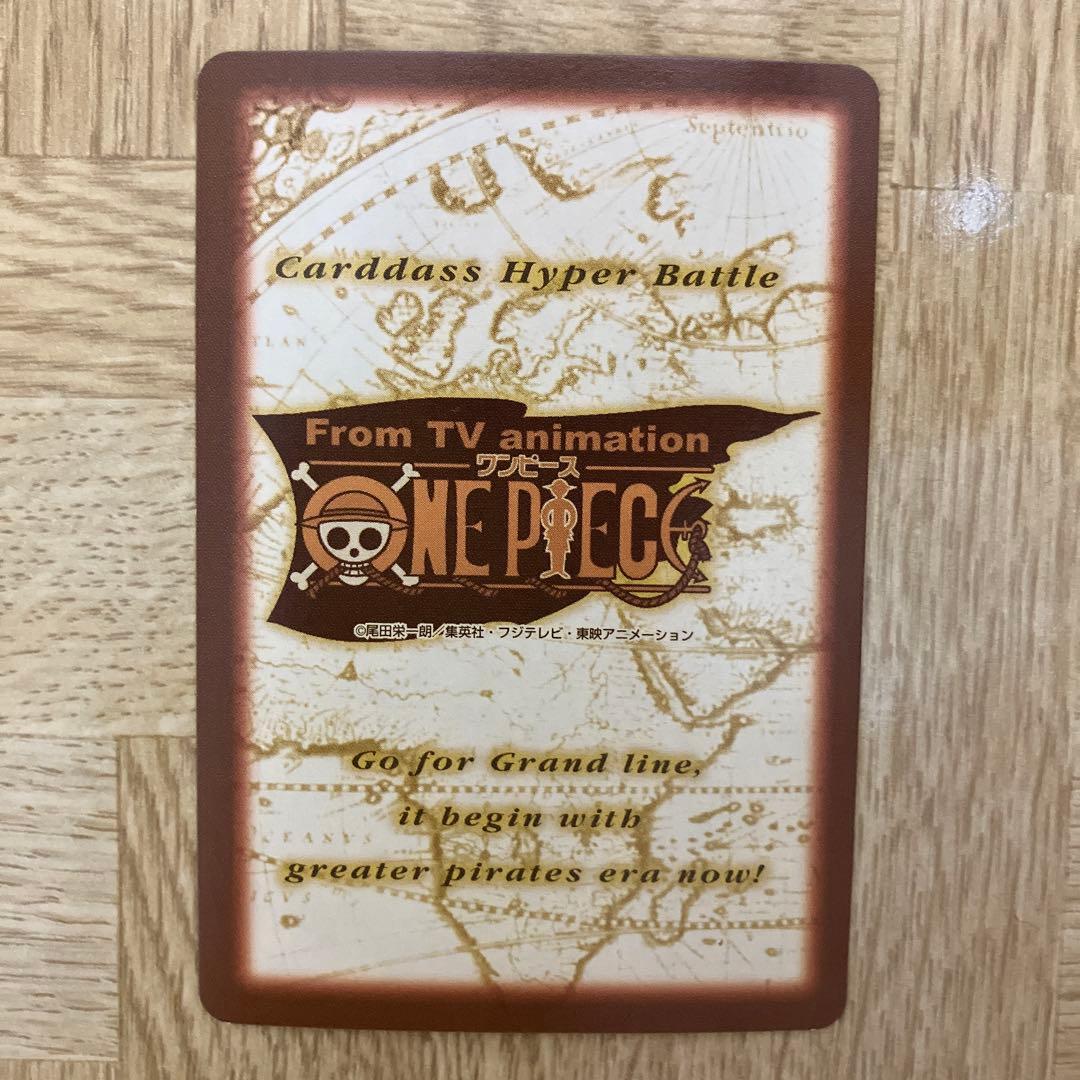 Septentrio
Carddass Hyper Battle
From TV animation
ワンピース
ONE PIECE
©尾田栄一朗／集英社・フジテレビ・東映アニメーション
Go for Grand line,
it begin with
greater pirates era now!